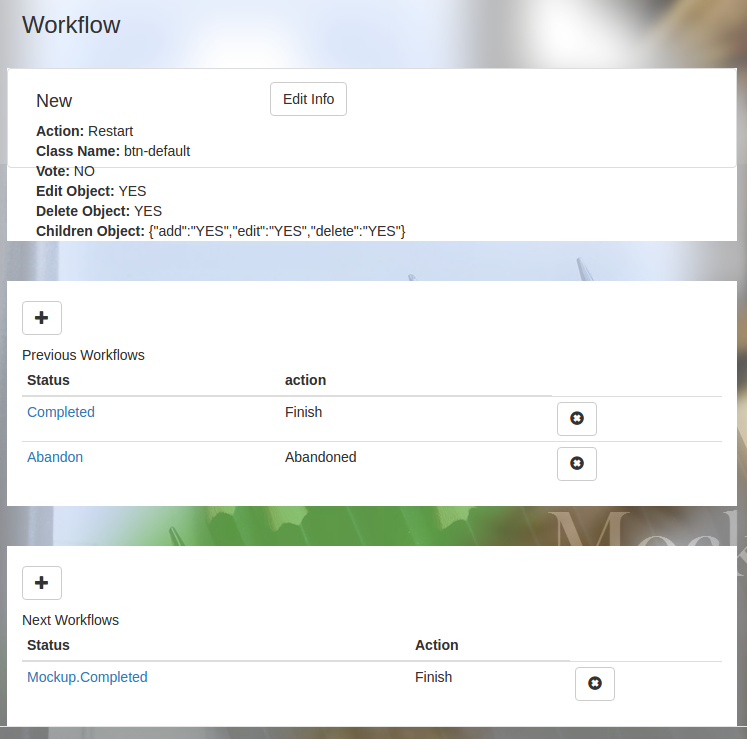 Workflow
New
Edit Info
Action: Restart
Class Name: btn-default
Vote: NO
Edit Object: YES
Delete Object: YES
Children Object: {"add":"YES","edit":"YES","delete":"YES"}
Previous Workflows
Status action
Completed Finish
Abandon Abandoned
Next Workflows
Status Action
Mockup.Completed Finish